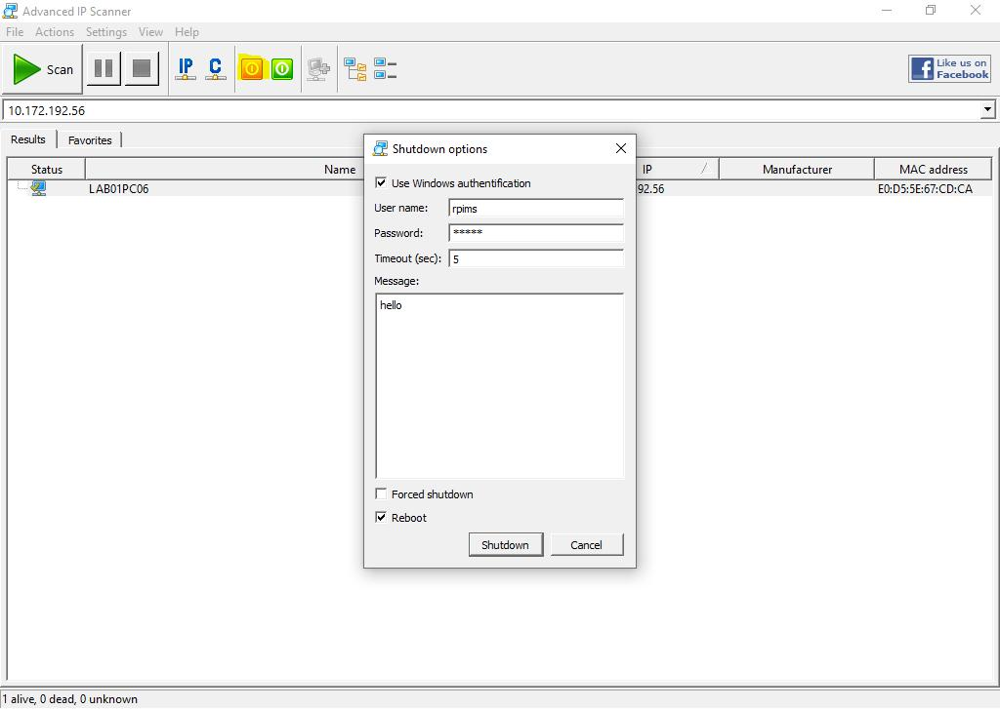 Advanced IP Scanner
File Actions Settings View Help
Scan IP C Like us on
Facebook
10.172.192.56
Results Favorites
Status Name IP Manufacturer MAC address
LAB01PC06 92.56 E0:D5:5E:67:CD:CA
Shutdown options
Use Windows authentification
User name: rpims
Password: *****
Timeout (sec): 5
Message:
hello
Forced shutdown
Reboot
Shutdown Cancel
1 alive, 0 dead, 0 unknown